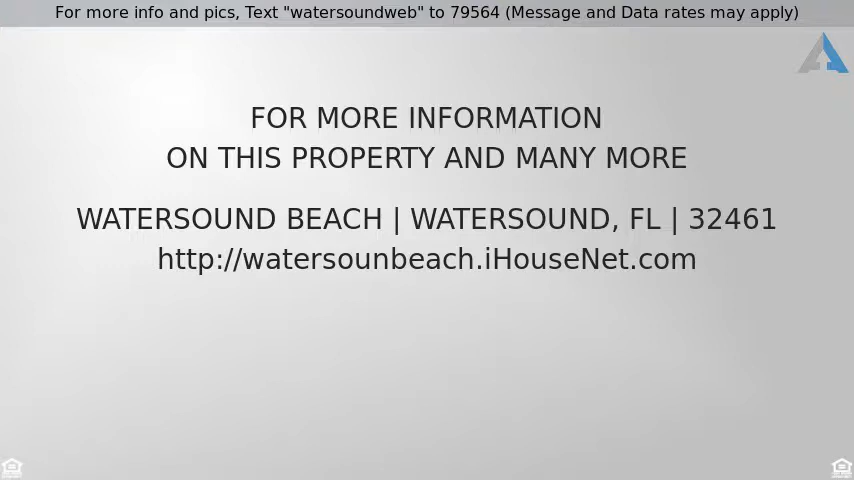 For more info and pics, Text "watersoundweb" to 79564 (Message and Data rates may apply)
FOR MORE INFORMATION
ON THIS PROPERTY AND MANY MORE
WATERSOUND BEACH | WATERSOUND, FL | 32461
http://watersounbeach.iHouseNet.com